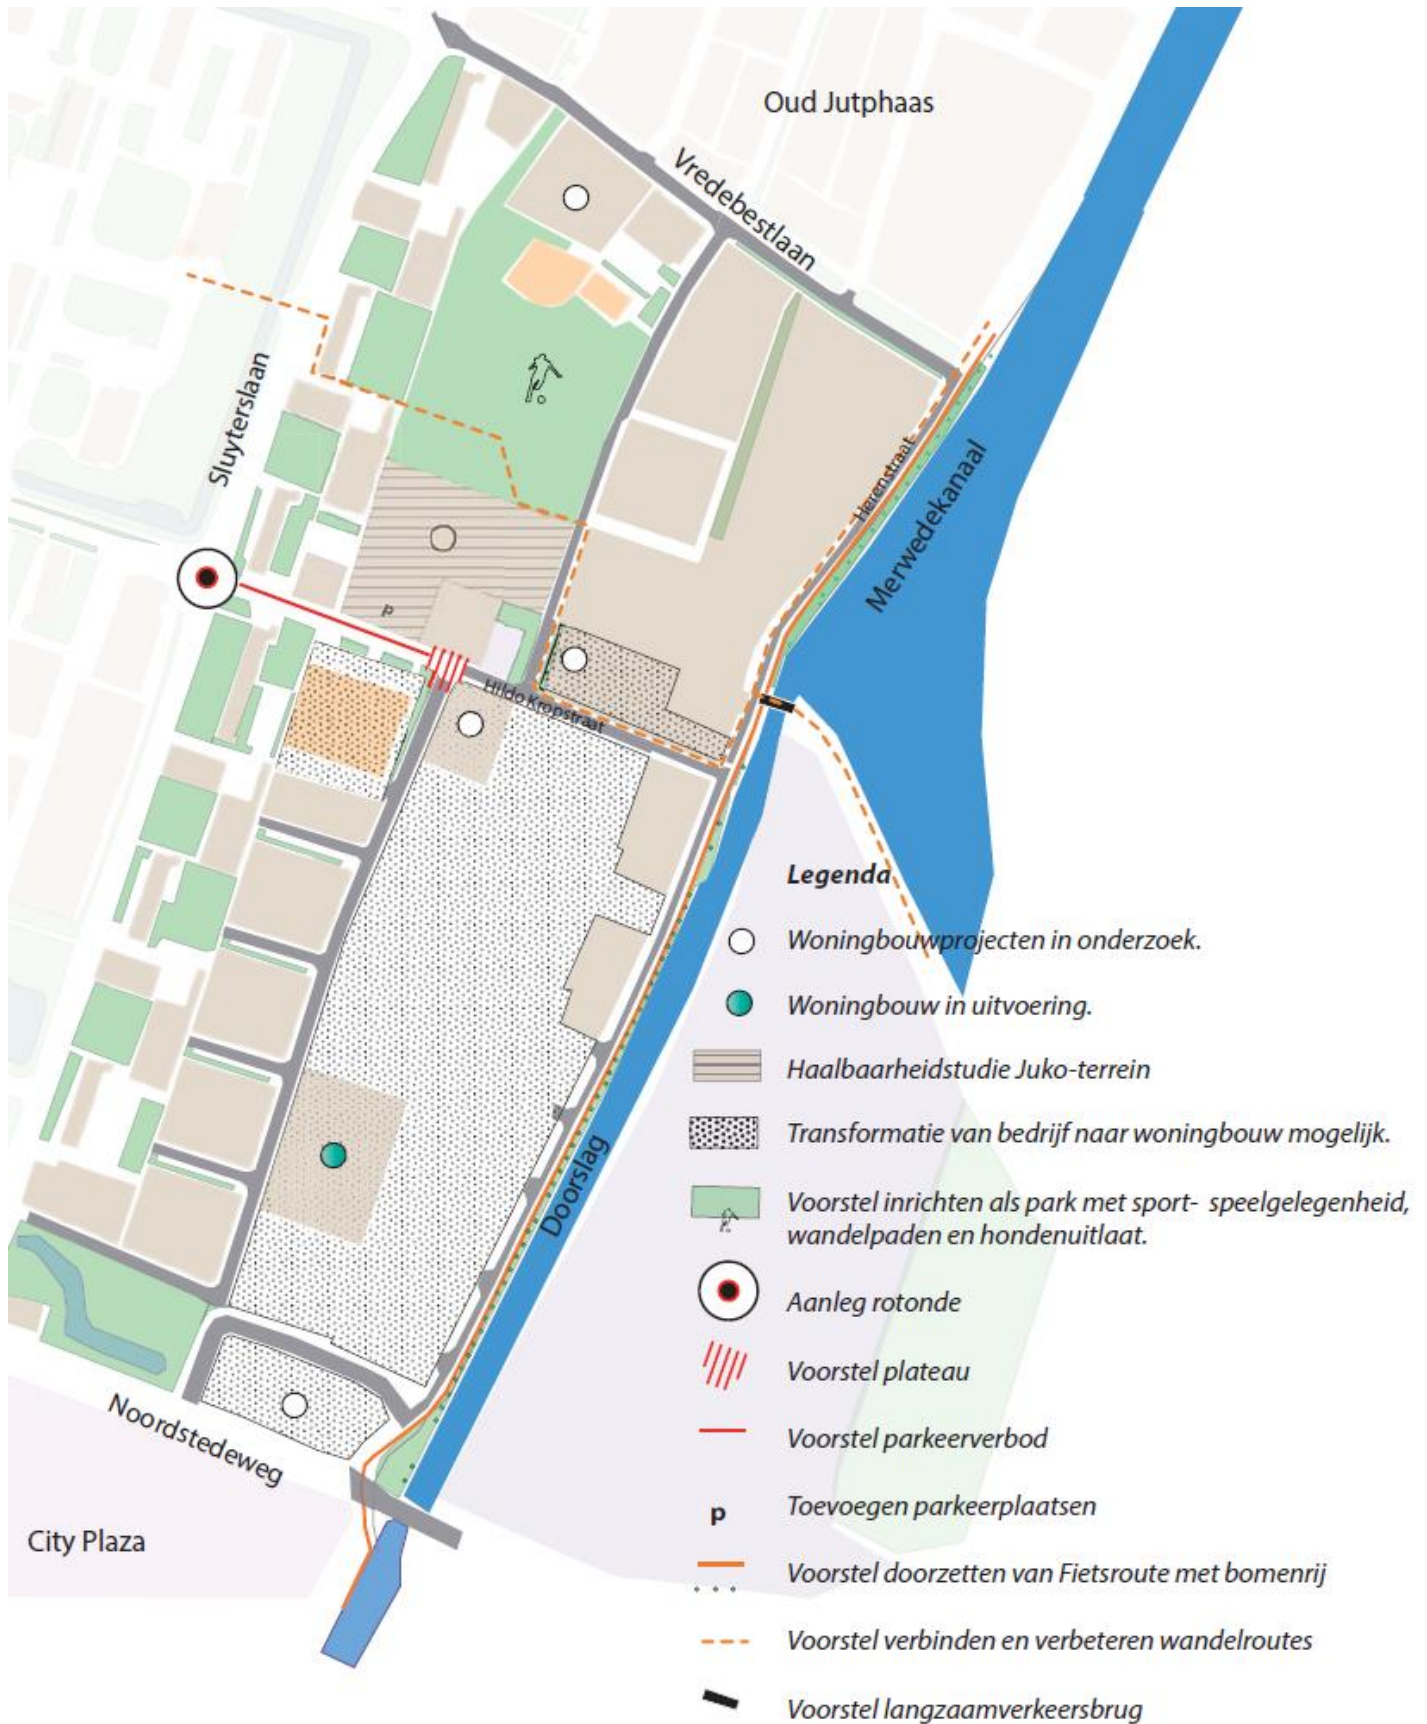 Oud Jutphaas
Vredebestlaan
Sluyterslaan
Herenstraat
Merwedekanaal
p
Hildo Kropstraat
Doorslag
Noordstedeweg
City Plaza
Legenda
Woningbouwprojecten in onderzoek.
Woningbouw in uitvoering.
Haalbaarheidstudie Juko-terrein
Transformatie van bedrijf naar woningbouw mogelijk.
Voorstel inrichten als park met sport- speelgelegenheid,
wandelpaden en hondenuitlaat.
Aanleg rotonde
Voorstel plateau
Voorstel parkeerverbod
p Toevoegen parkeerplaatsen
Voorstel doorzetten van Fietsroute met bomenrij
Voorstel verbinden en verbeteren wandelroutes
Voorstel langzaamverkeersbrug